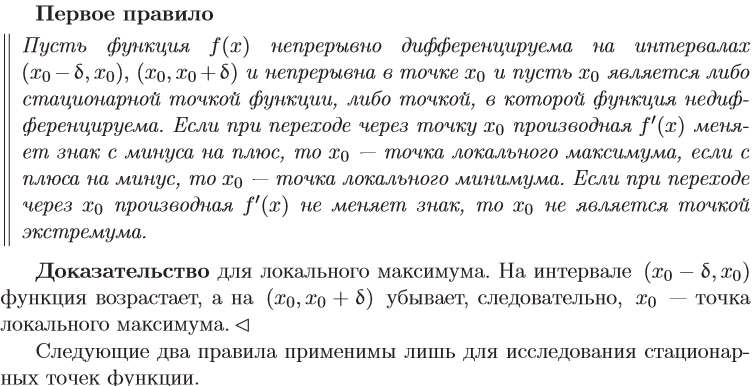 Первое правило
Пусть функция f(x) непрерывно дифференцируема на интервалах
(x₀ − δ, x₀), (x₀, x₀ + δ) и непрерывна в точке x₀ и пусть x₀ является либо
стационарной точкой функции, либо точкой, в которой функция недиф-
ференцируема. Если при переходе через точку x₀ производная f′(x) меня-
ет знак с минуса на плюс, то x₀ — точка локального максимума, если с
плюса на минус, то x₀ — точка локального минимума. Если при переходе
через x₀ производная f′(x) не меняет знак, то x₀ не является точкой
экстремума.
Доказательство для локального максимума. На интервале (x₀ − δ, x₀)
функция возрастает, а на (x₀, x₀ + δ) убывает, следовательно, x₀ — точка
локального максимума. ◁
Следующие два правила применимы лишь для исследования стационар-
ных точек функции.